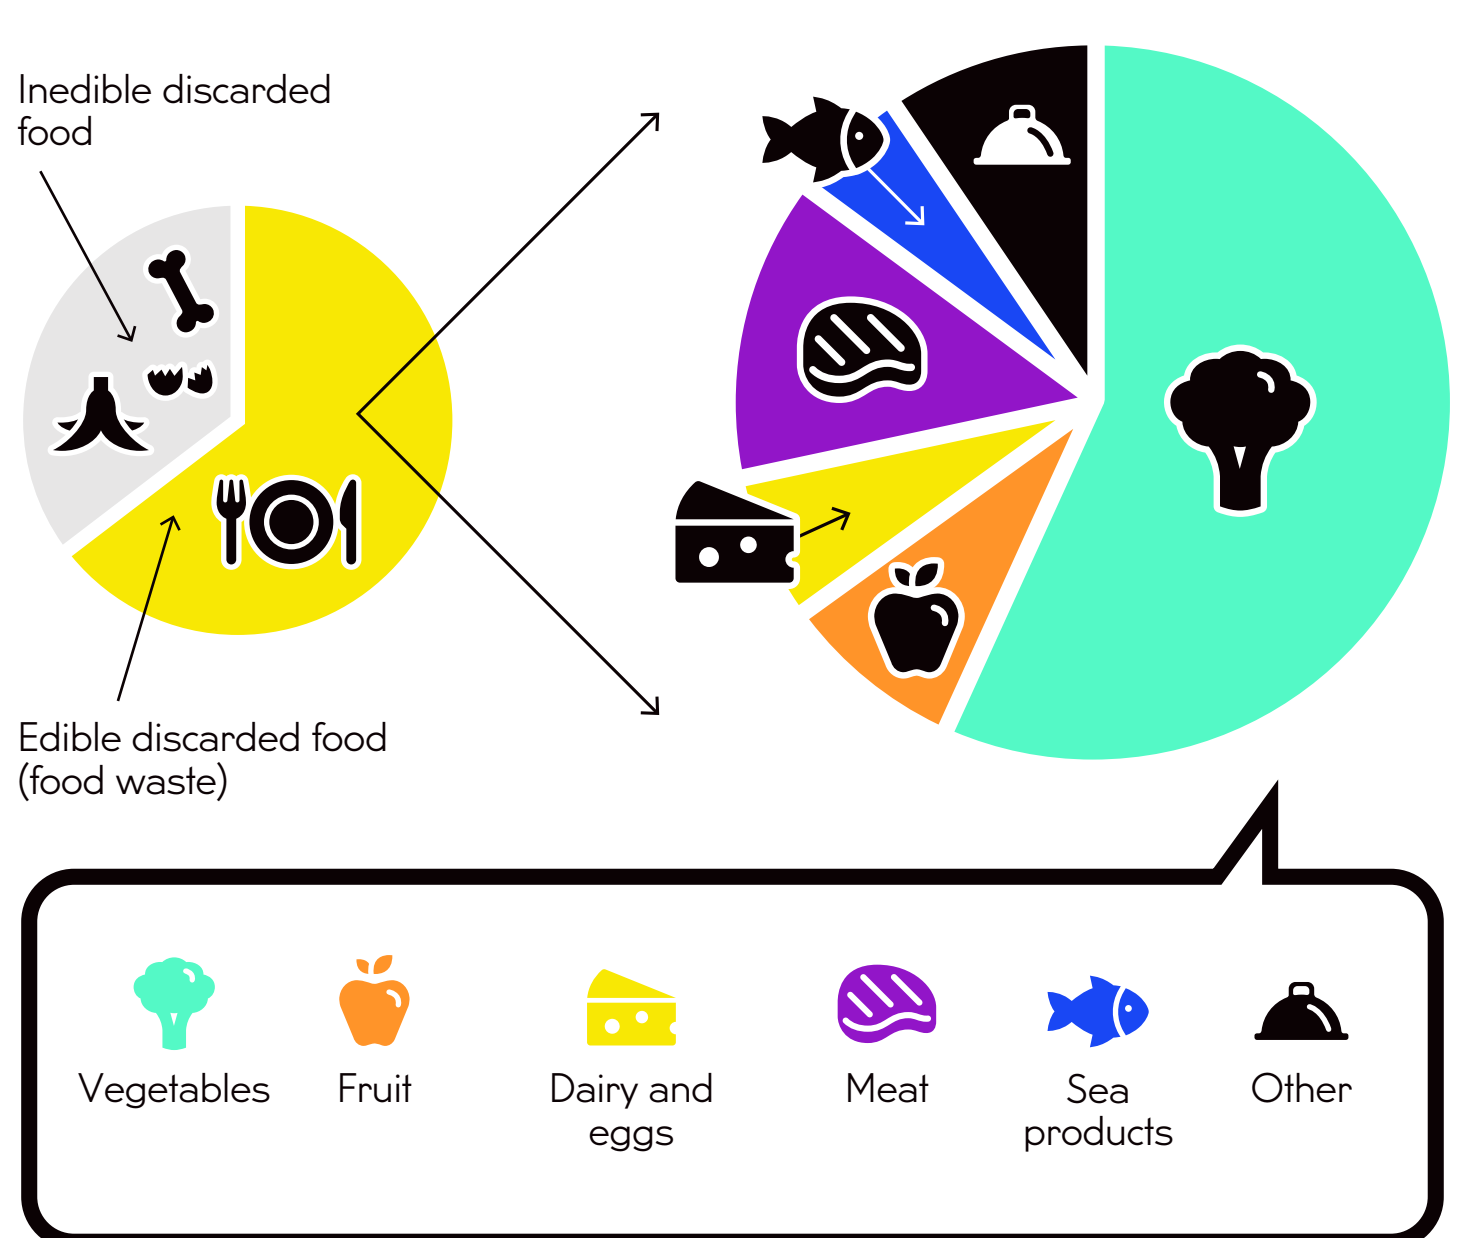 Inedible discarded
food
Edible discarded food
(food waste)
Vegetables
Fruit
Dairy and
eggs
Meat
Sea
products
Other